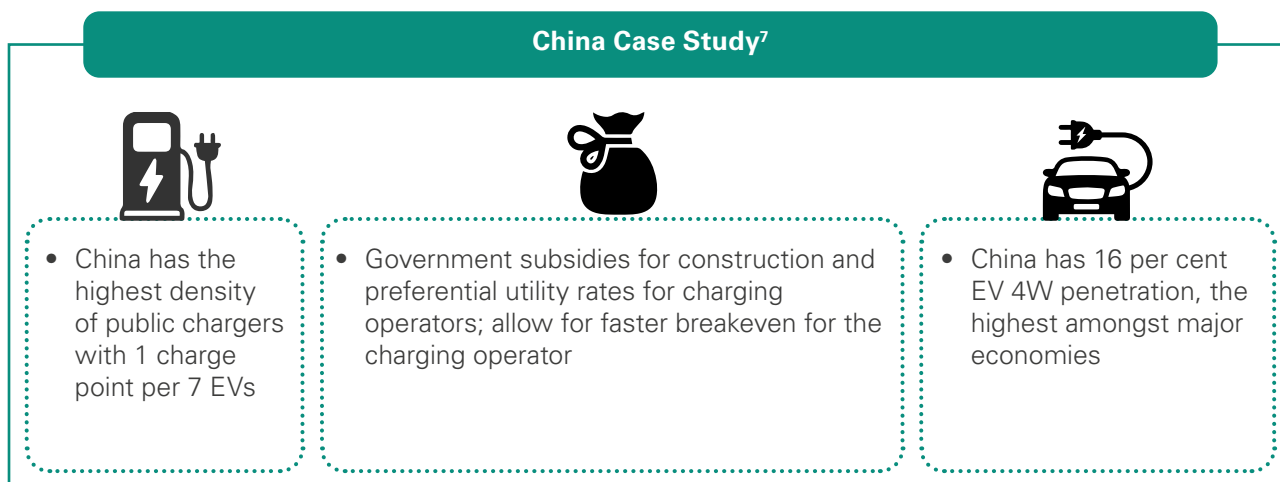 China Case Study7
• China has the
highest density
of public chargers
with 1 charge
point per 7 EVs
• Government subsidies for construction and
preferential utility rates for charging
operators; allow for faster breakeven for the
charging operator
• China has 16 per cent
EV 4W penetration, the
highest amongst major
economies